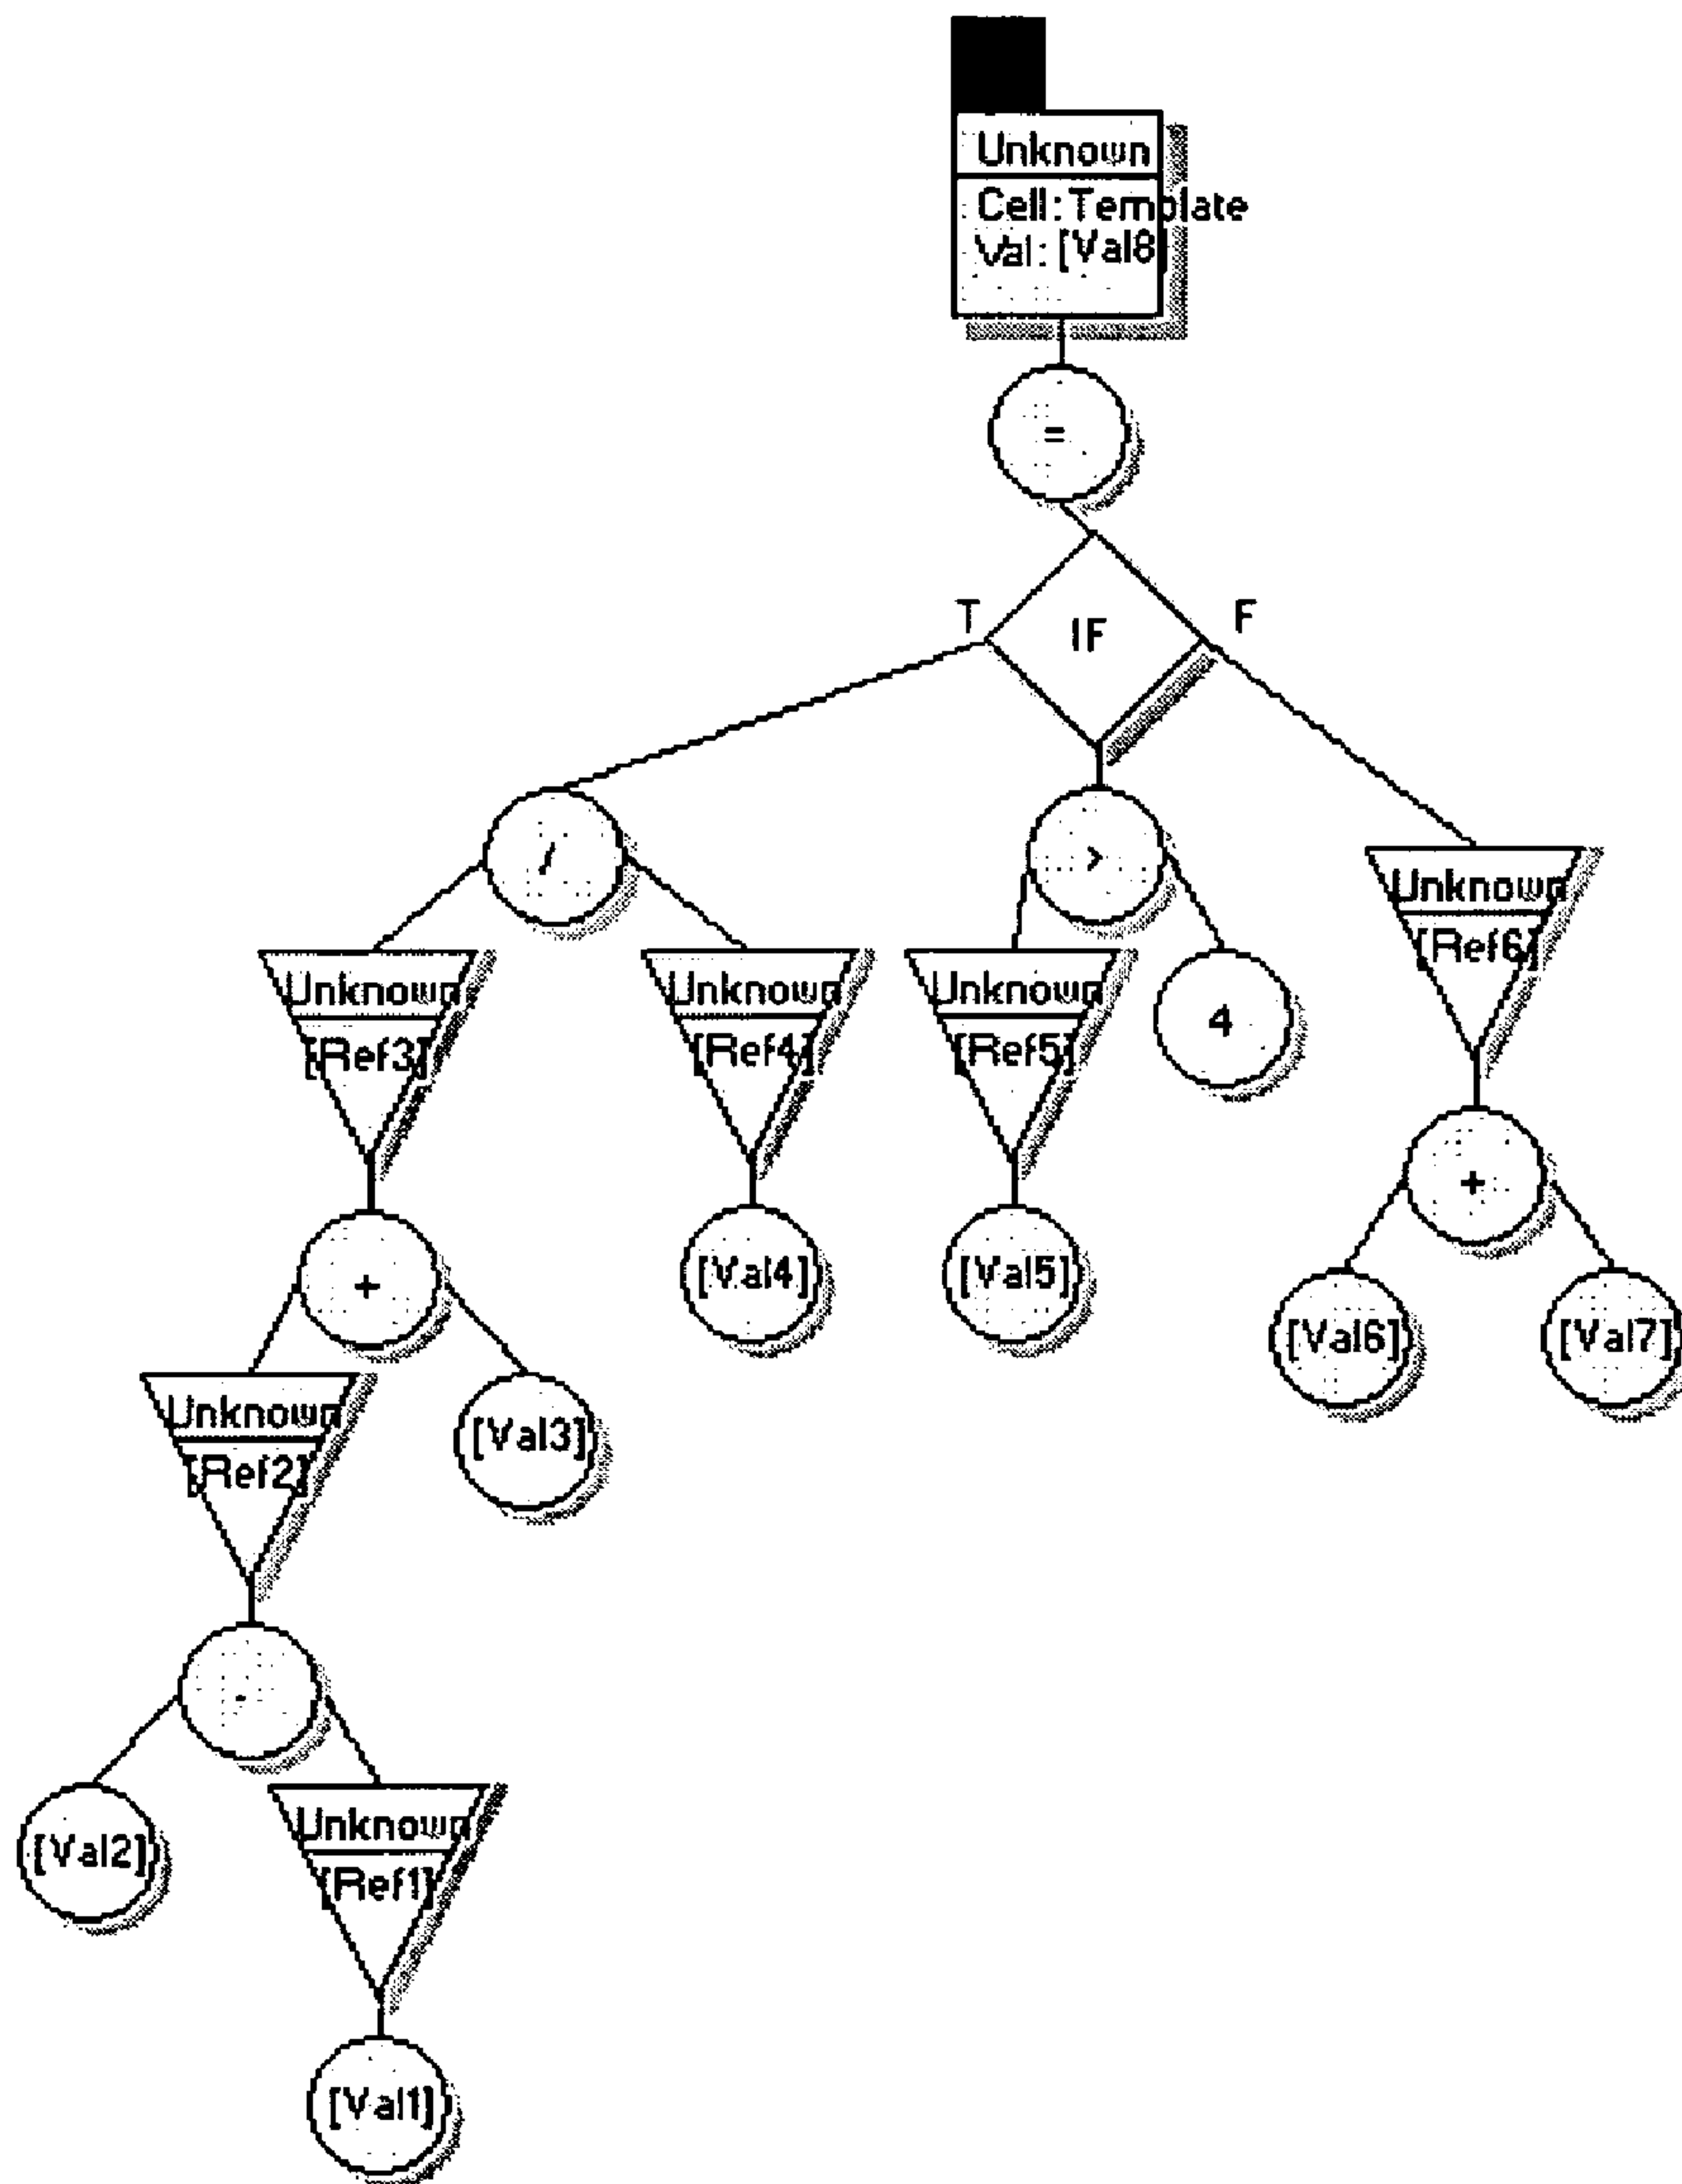 Unknown
Cell: Template
Val: [Val8]
=
T
IF
F
/
>
Unknown
[Ref6]
Unknown
[Ref3]
Unknown
[Ref4]
Unknown
[Ref5]
4
+
+
[Val4]
[Val5]
[Val6]
[Val7]
Unknown
[Ref2]
[Val3]
[Val2]
Unknown
[Ref1]
[Val1]